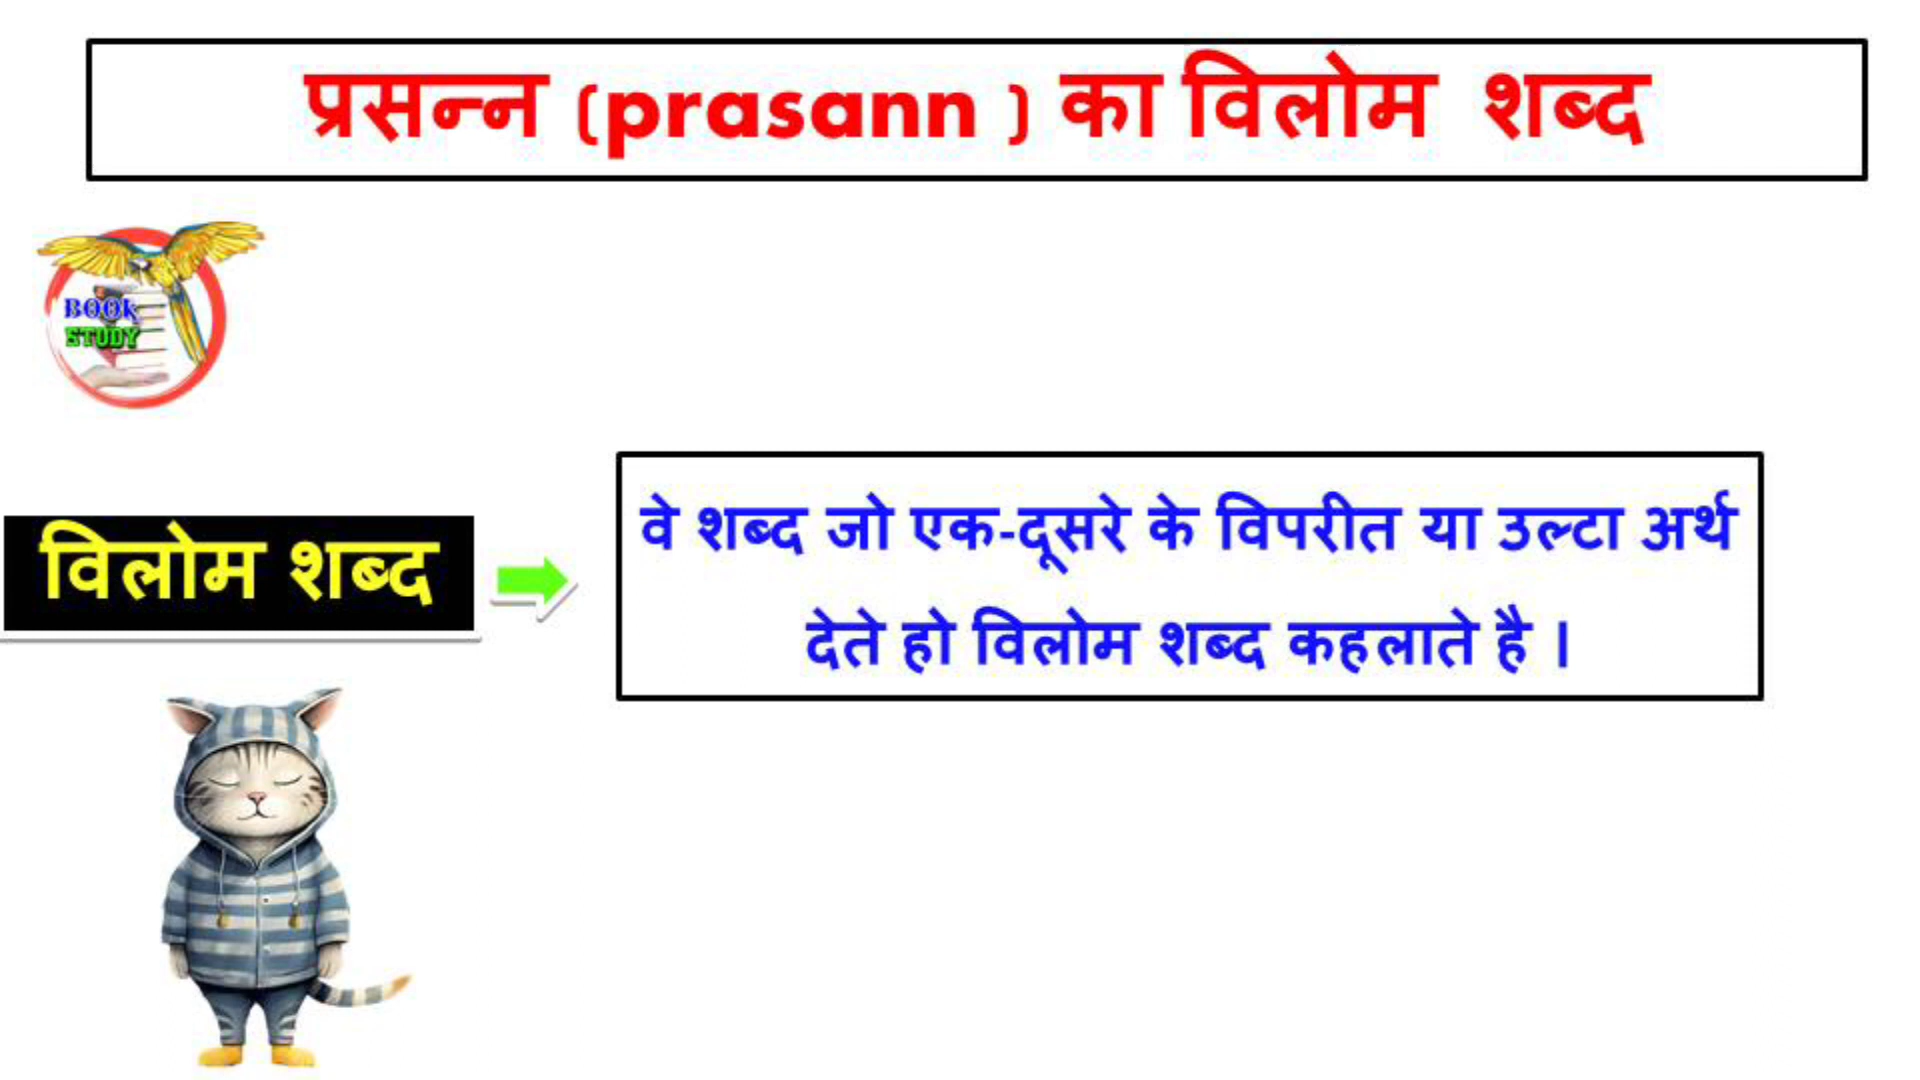 प्रसन्न (prasann ) का विलोम शब्द
BOOK
STUDY
वे शब्द जो एक-दूसरे के विपरीत या उल्टा अर्थ
विलोम शब्द
देते हो विलोम शब्द कहलाते है ।